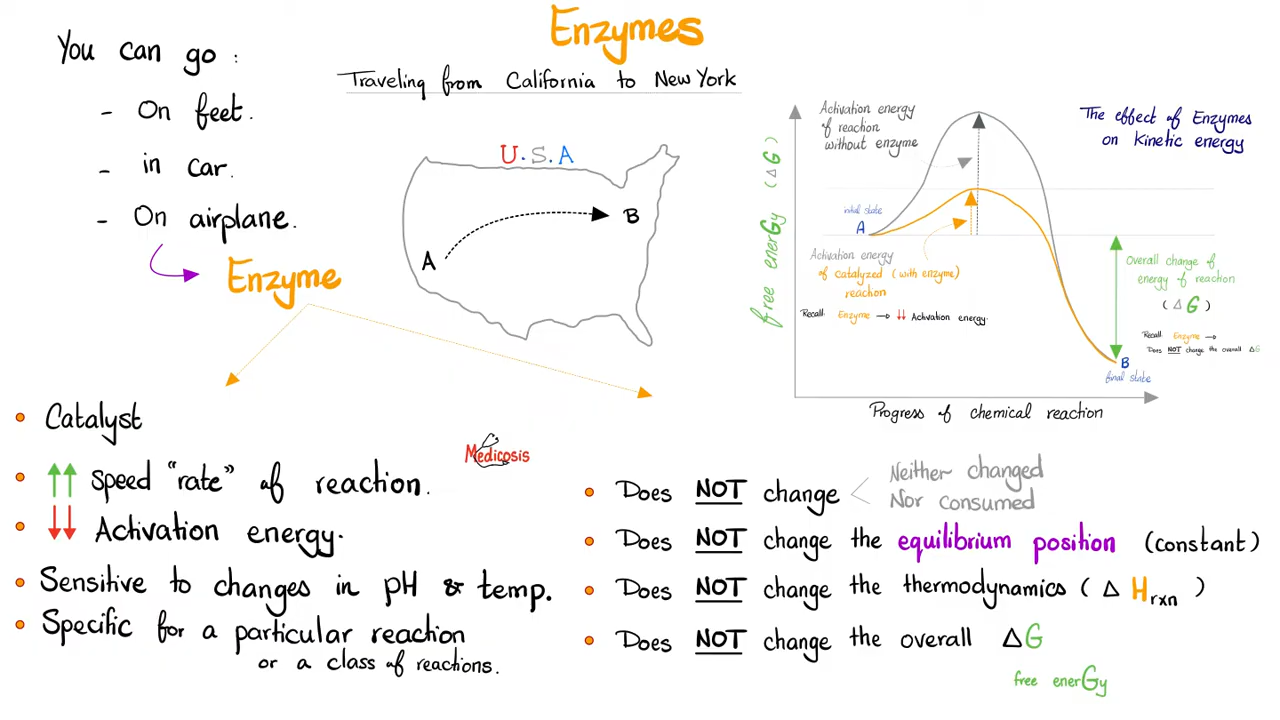 Enzymes
You can go :
- On feet.
- in car.
- On airplane.
Enzyme
Traveling from California to New York
U.S.A
A
B
The effect of Enzymes
on Kinetic energy
free enerGy (ΔG)
Activation energy
of reaction
without enzyme
initial state
A
Activation energy
of catalyzed (with enzyme)
reaction
Recall: Enzyme → ↓↓ Activation energy.
Overall change of
energy of reaction
(ΔG)
Recall Enzyme →
Does NOT change the overall ΔG
B
final state
Progress of chemical reaction
• Catalyst
• ↑↑ speed "rate" of reaction.
• ↓↓ Activation energy.
• Sensitive to changes in pH & temp.
• Specific for a particular reaction
or a class of reactions.
Medicosis
• Does NOT change < Neither changed
Nor consumed
• Does NOT change the equilibrium position (constant)
• Does NOT change the thermodynamics (Δ Hrxn)
• Does NOT change the overall ΔG
free enerGy